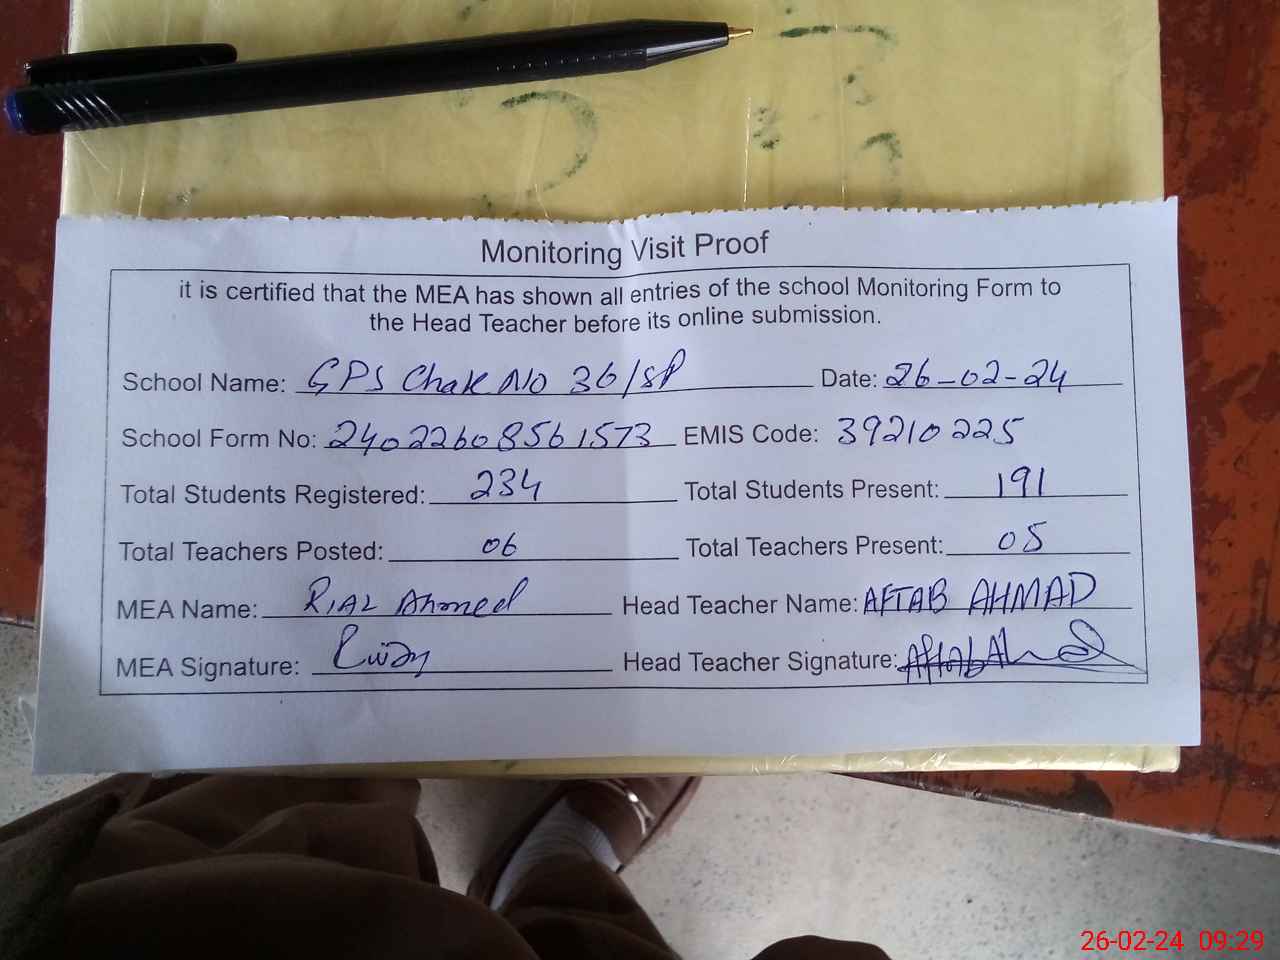 Monitoring Visit Proof
it is certified that the MEA has shown all entries of the school Monitoring Form to
the Head Teacher before its online submission.
School Name: GPS Chak No 36/SP Date: 26-02-24
School Form No: 24022608561573 EMIS Code: 39210225
Total Students Registered: 234 Total Students Present: 191
Total Teachers Posted: 06 Total Teachers Present: 05
MEA Name: RIAZ Ahmed Head Teacher Name: AFTAB AHMAD
MEA Signature: Head Teacher Signature:
26-02-24 09:29